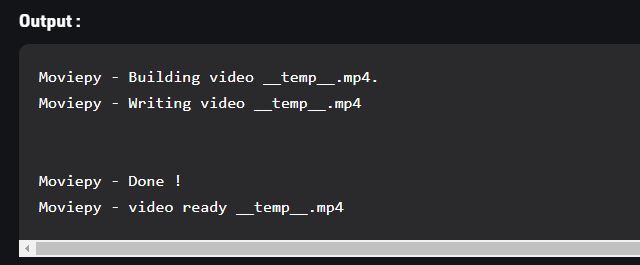 Output :
Moviepy - Building video __temp__.mp4.
Moviepy - Writing video __temp__.mp4
Moviepy - Done !
Moviepy - video ready __temp__.mp4